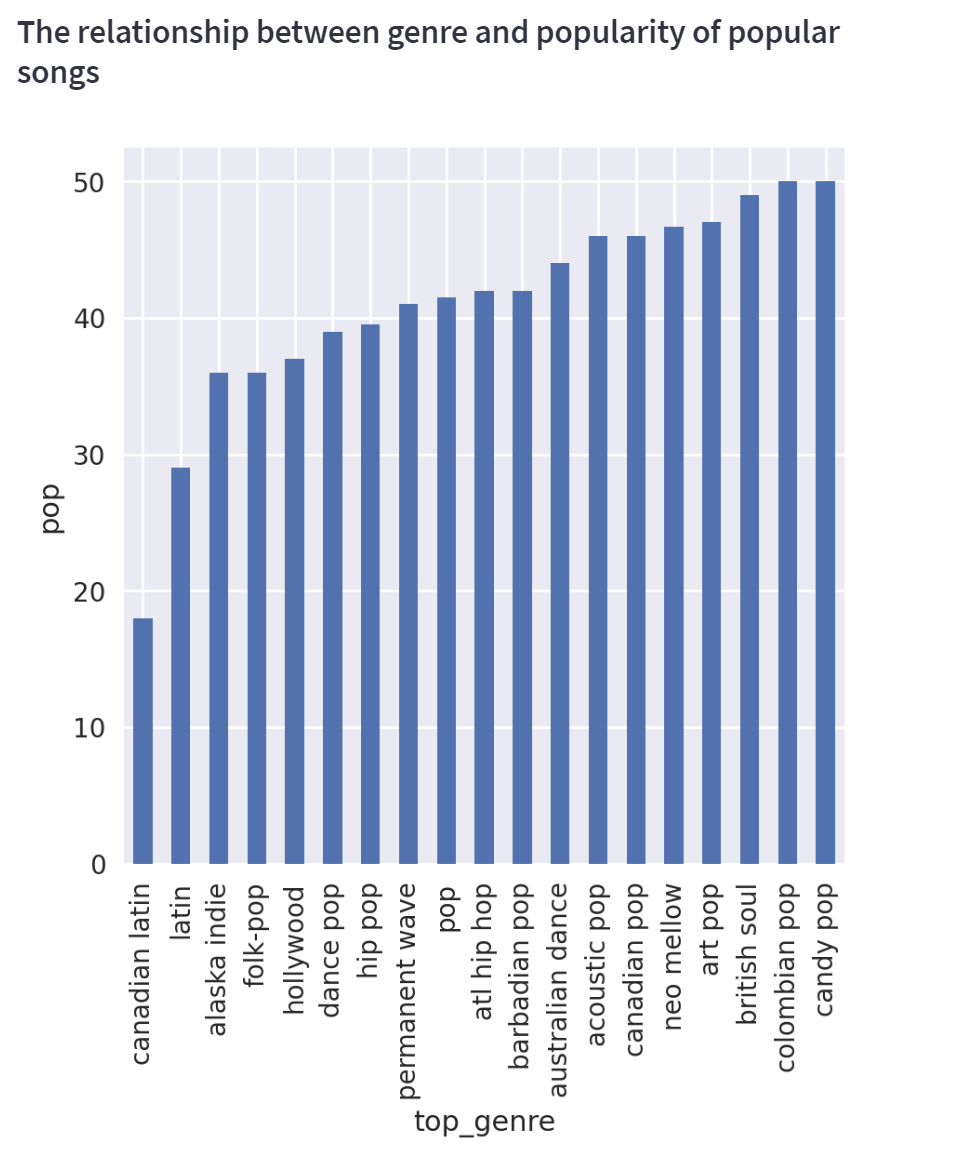 The relationship between genre and popularity of popular
songs
50
40
30
20
10
0
pop
canadian latin
latin
alaska indie
folk-pop
hollywood
dance pop
hip pop
permanent wave
pop
atl hip hop
barbadian pop
australian dance
acoustic pop
canadian pop
neo mellow
art pop
british soul
colombian pop
candy pop
top_genre